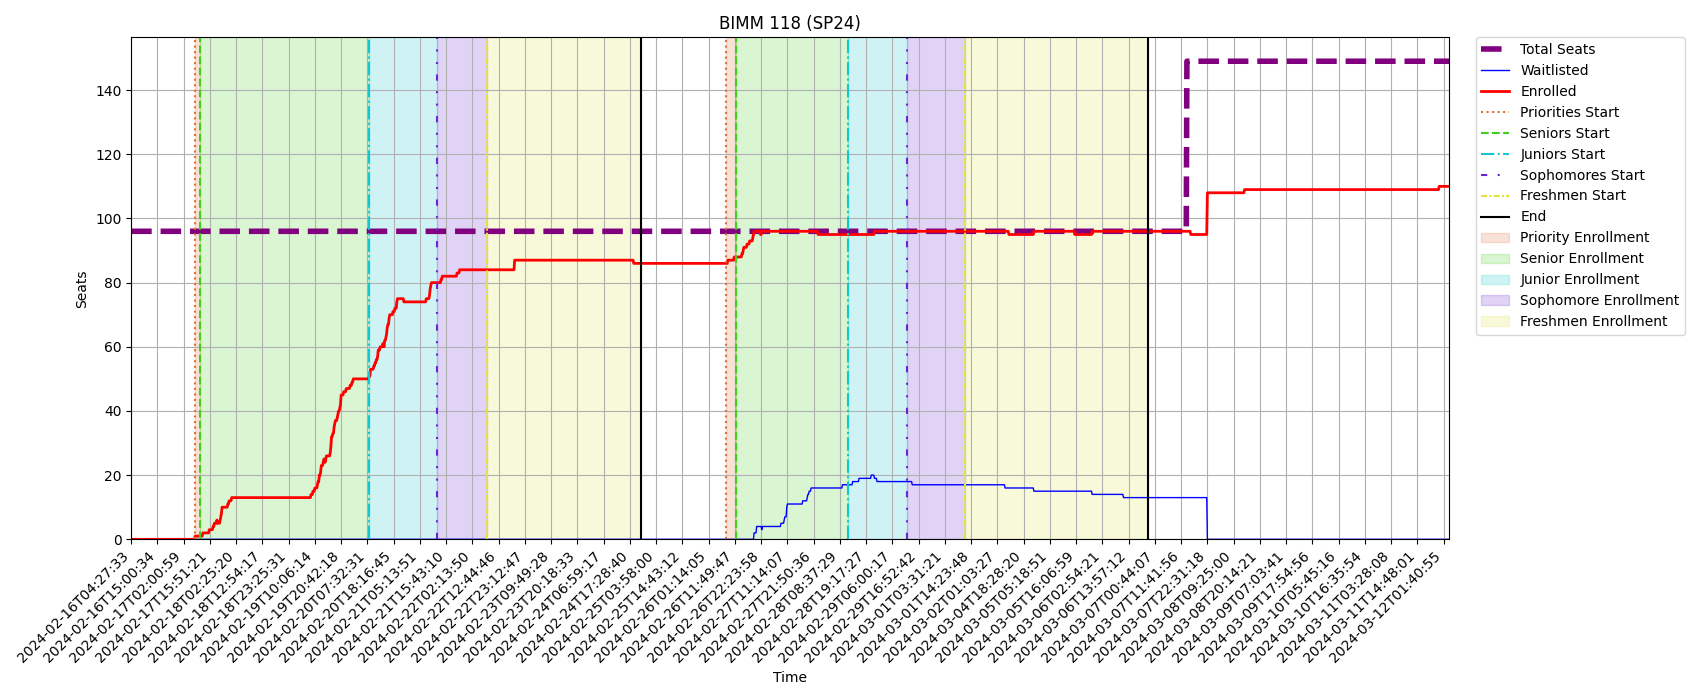 BIMM 118 (SP24)
Seats
140
120
100
80
60
40
20
0
2024-02-16T04:27:33
2024-02-16T15:00:34
2024-02-17T02:00:59
2024-02-17T15:51:21
2024-02-18T02:25:20
2024-02-18T12:54:17
2024-02-18T23:25:31
2024-02-19T10:06:14
2024-02-19T20:42:18
2024-02-20T07:32:31
2024-02-20T18:16:45
2024-02-21T05:13:51
2024-02-21T15:43:10
2024-02-22T02:13:50
2024-02-22T12:44:46
2024-02-22T23:12:47
2024-02-23T09:49:28
2024-02-23T20:18:33
2024-02-24T06:59:17
2024-02-24T17:28:40
2024-02-25T03:58:00
2024-02-25T14:43:12
2024-02-26T01:14:05
2024-02-26T11:49:47
2024-02-26T22:23:58
2024-02-27T11:14:07
2024-02-27T21:50:36
2024-02-28T08:37:29
2024-02-28T19:17:27
2024-02-29T06:00:17
2024-02-29T16:52:42
2024-03-01T03:31:21
2024-03-01T14:23:48
2024-03-02T01:03:27
2024-03-04T18:28:20
2024-03-05T05:18:51
2024-03-05T16:06:59
2024-03-06T02:54:21
2024-03-06T13:57:12
2024-03-07T00:44:07
2024-03-07T11:41:56
2024-03-07T22:31:18
2024-03-08T09:25:00
2024-03-08T20:14:21
2024-03-09T07:03:41
2024-03-09T17:54:56
2024-03-10T05:45:16
2024-03-10T16:35:54
2024-03-11T03:28:08
2024-03-11T14:48:01
2024-03-12T01:40:55
Time
Total Seats
Waitlisted
Enrolled
Priorities Start
Seniors Start
Juniors Start
Sophomores Start
Freshmen Start
End
Priority Enrollment
Senior Enrollment
Junior Enrollment
Sophomore Enrollment
Freshmen Enrollment